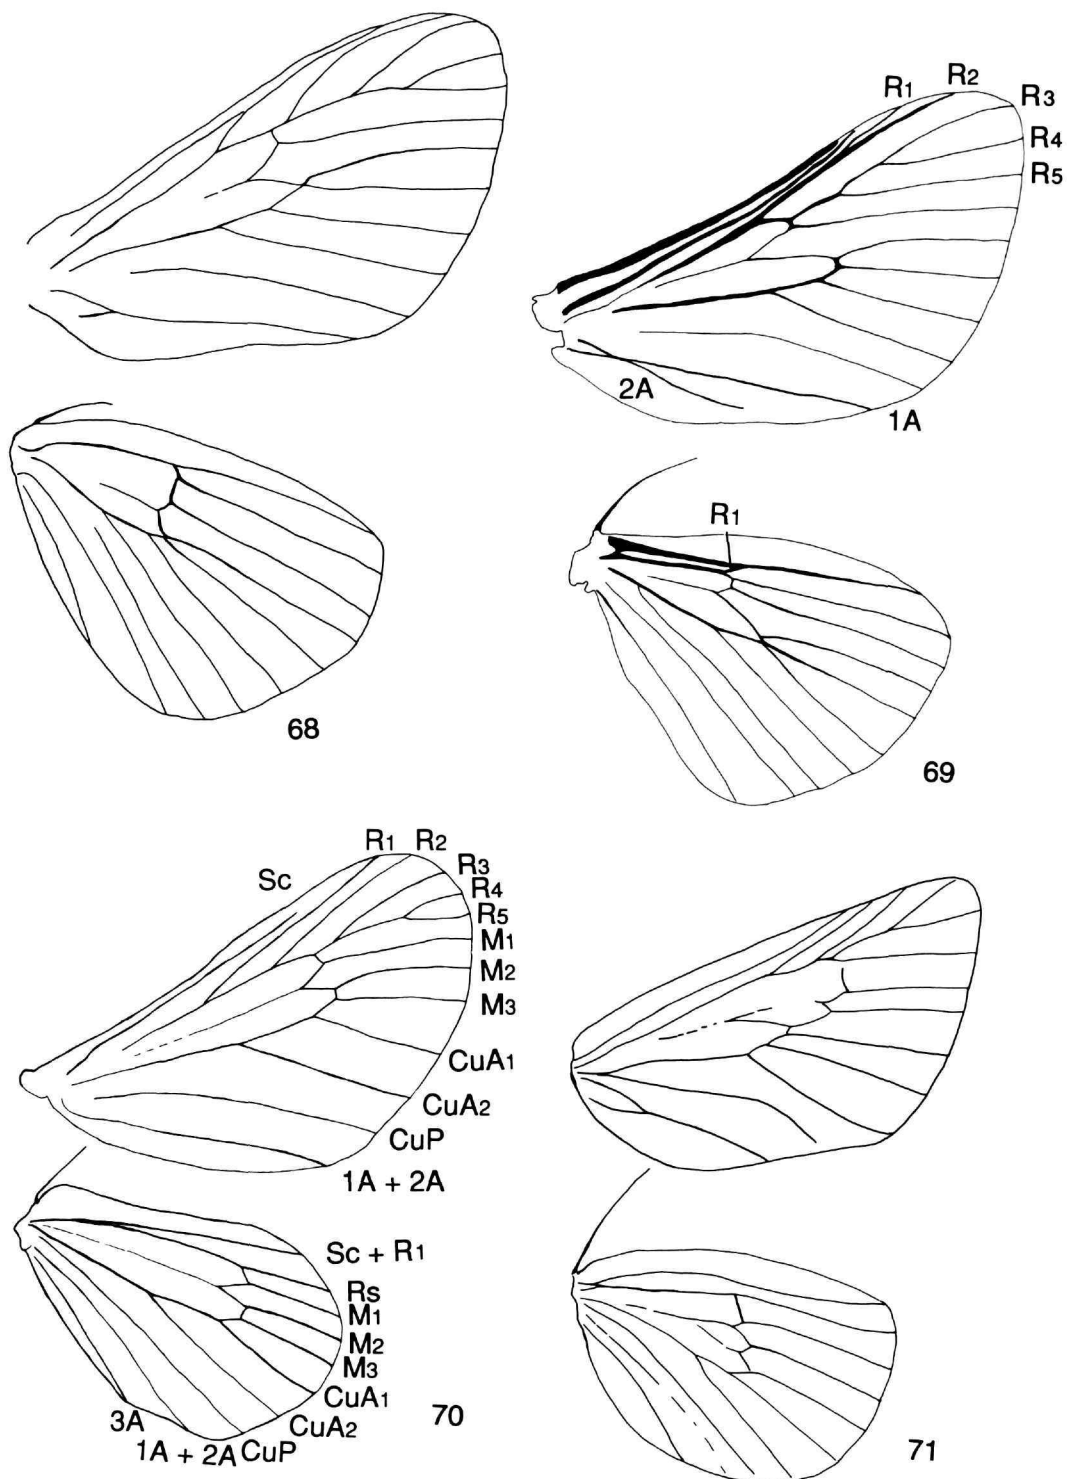 R1
R2
R3
R4
R5
2A
1A
68
R1
69
Sc
R1
R2
R3
R4
R5
M1
M2
M3
CuA1
CuA2
CuP
1A + 2A
Sc + R1
Rs
M1
M2
M3
CuA1
CuA2
CuP
1A + 2A
3A
70
71